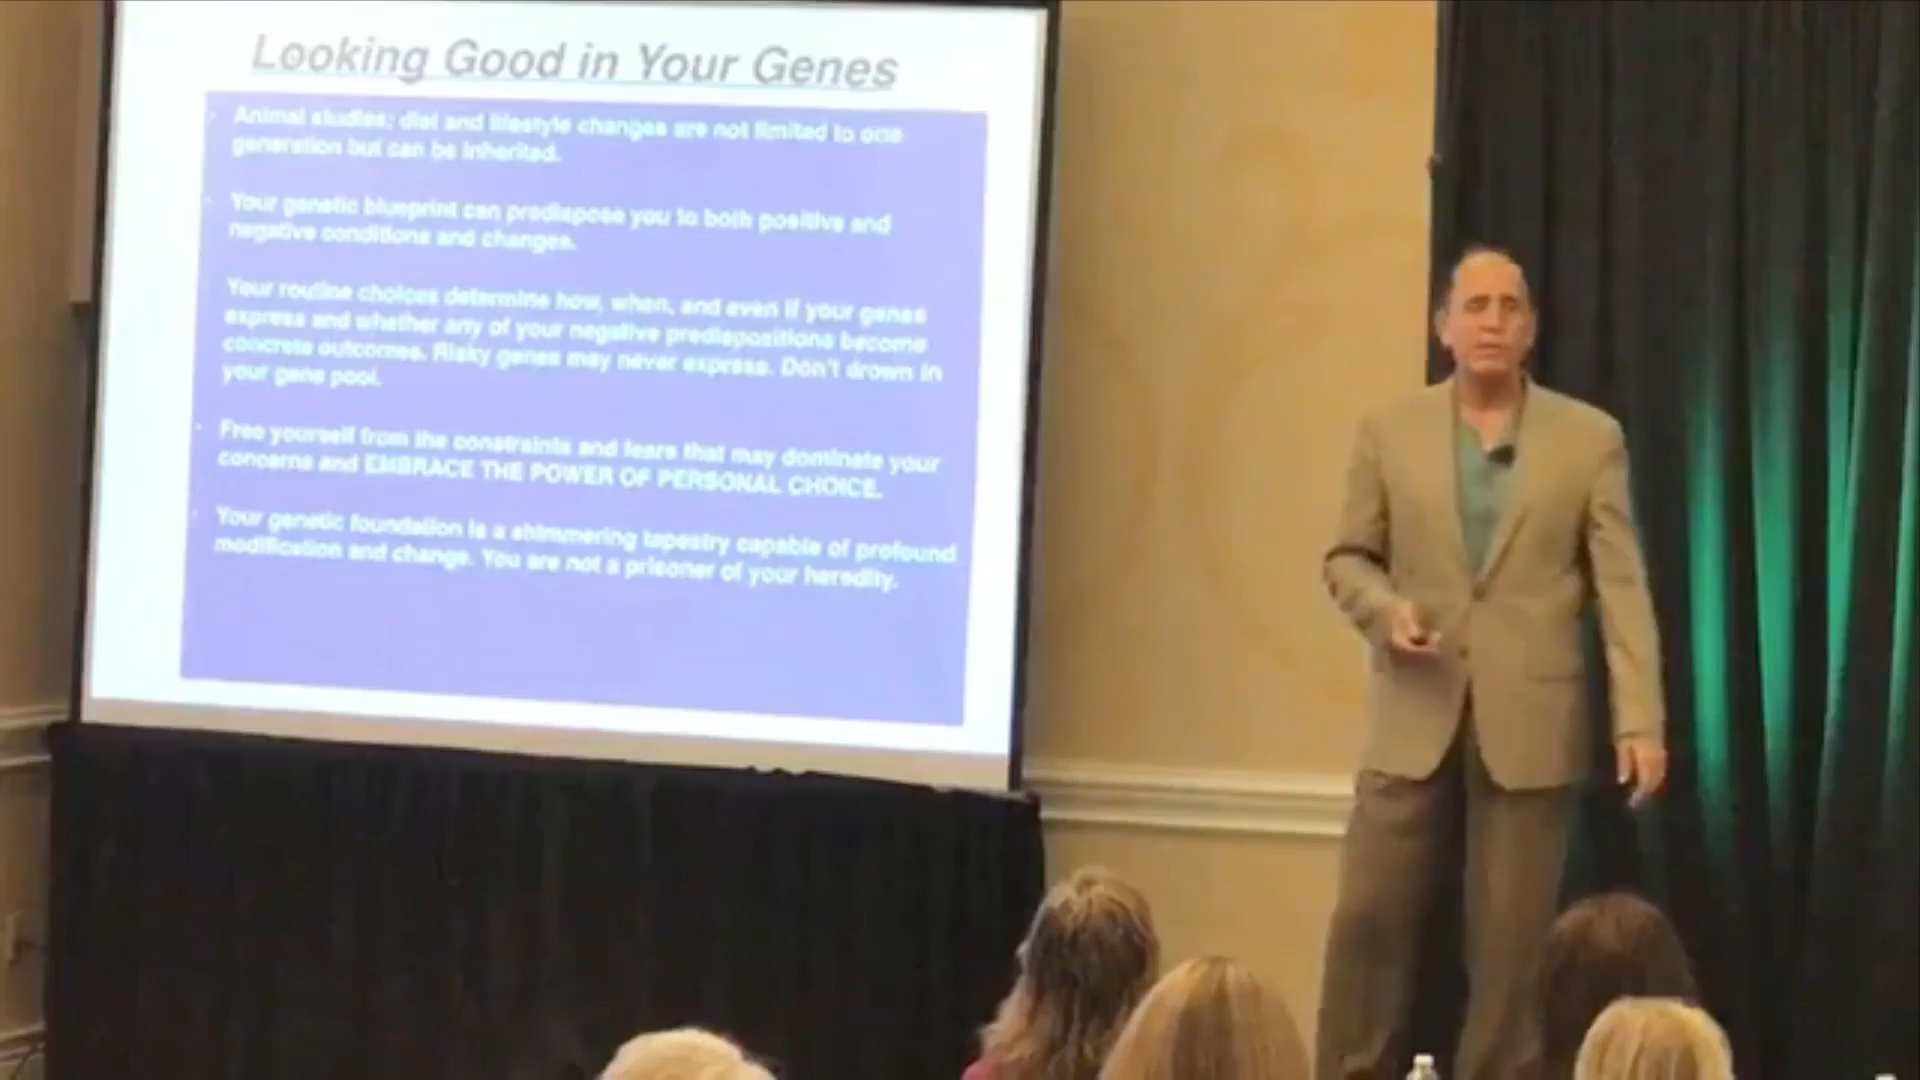 Looking Good in Your Genes
Animal studies: diet and lifestyle changes are not limited to one
generation but can be inherited.
Your genetic blueprint can predispose you to both positive and
negative conditions and changes.
Your routine choices determine how, when, and even if your genes
express and whether any of your negative predispositions become
concrete outcomes. Risky genes may never express. Don't drown in
your gene pool.
Free yourself from the constraints and fears that may dominate your
concerns and EMBRACE THE POWER OF PERSONAL CHOICE.
Your genetic foundation is a shimmering tapestry capable of profound
modification and change. You are not a prisoner of your heredity.